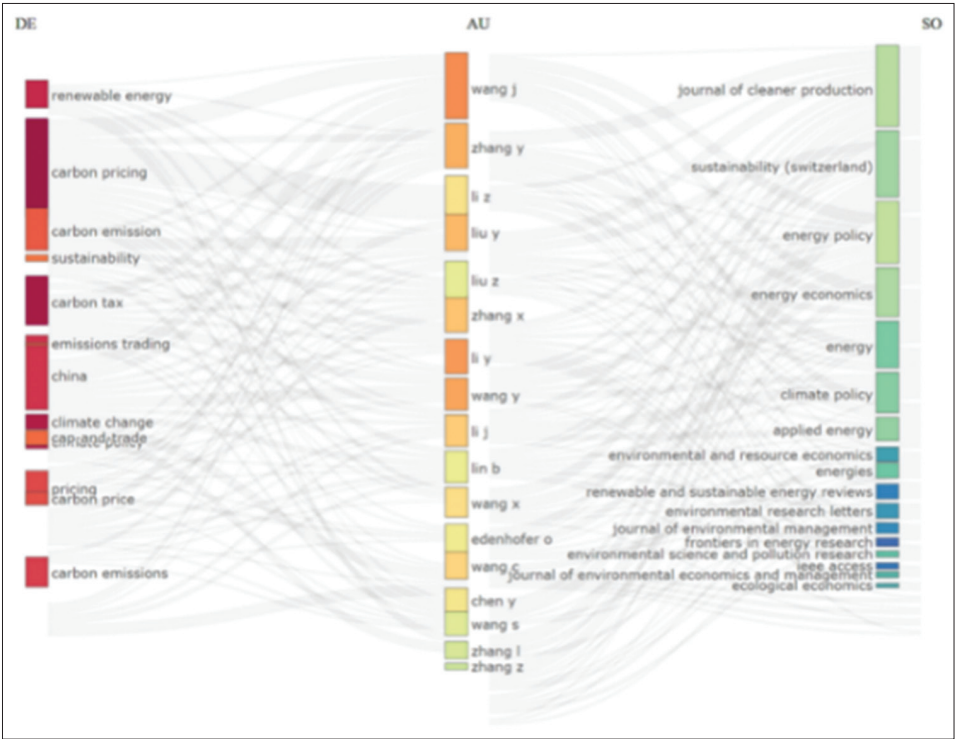 DE
AU
SO
renewable energy
carbon pricing
carbon emission
sustainability
carbon tax
emissions trading
china
climate change
cap-and-trade
climate policy
pricing
carbon price
carbon emissions
wang j
zhang y
li z
liu y
liu z
zhang x
li y
wang y
li j
lin b
wang x
edenhofer o
wang c
chen y
wang s
zhang l
zhang z
journal of cleaner production
sustainability (switzerland)
energy policy
energy economics
energy
climate policy
applied energy
environmental and resource economics
energies
renewable and sustainable energy reviews
environmental research letters
journal of environmental management
frontiers in energy research
environmental science and pollution research
ieee access
journal of environmental economics and management
ecological economics